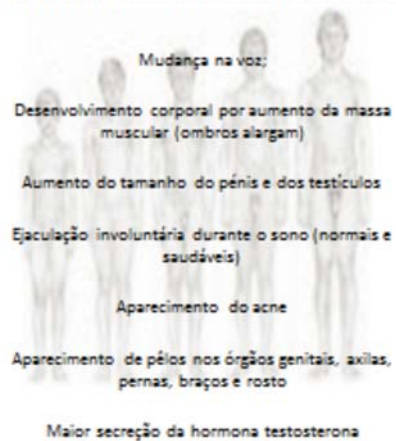 Mudança na voz;
Desenvolvimento corporal por aumento da massa
muscular (ombros alargam)
Aumento do tamanho do pénis e dos testículos
Ejaculação involuntária durante o sono (normais e
saudáveis)
Aparecimento do acne
Aparecimento de pêlos nos órgãos genitais, axilas,
pernas, braços e rosto
Maior secreção da hormona testosterona